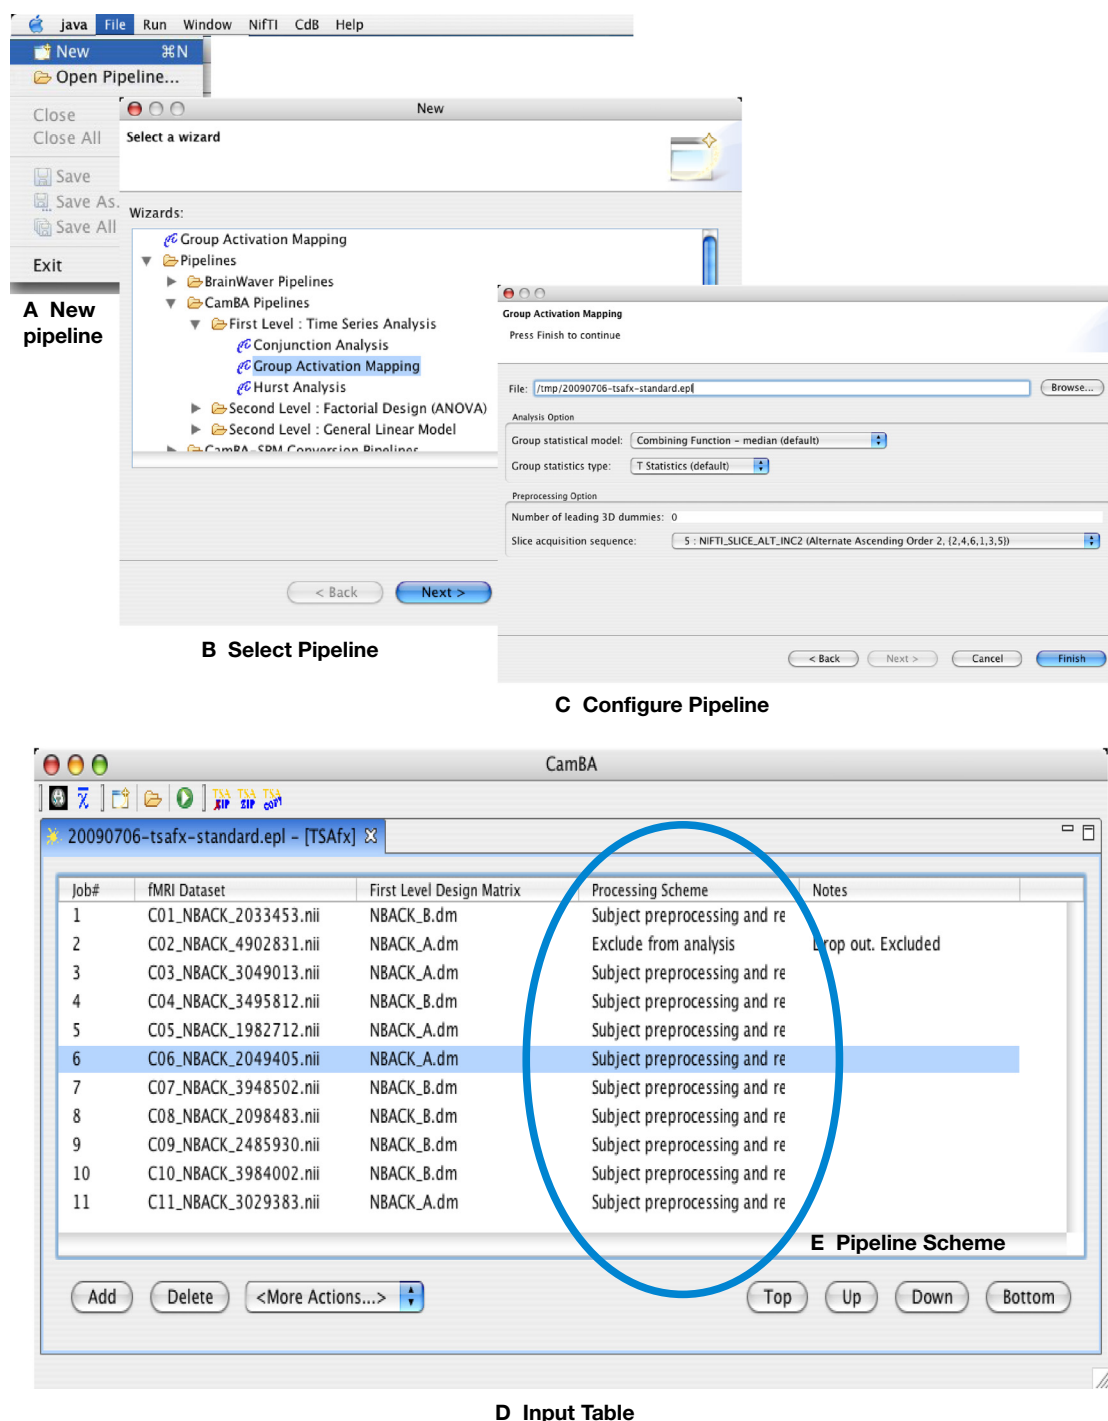 java File Run Window NifTI CdB Help
New ⌘N
Open Pipeline...
Close
Close All
Save
Save As.
Save All
Exit
A New
pipeline
New
Select a wizard
Wizards:
Group Activation Mapping
Pipelines
BrainWaver Pipelines
CamBA Pipelines
First Level : Time Series Analysis
Conjunction Analysis
Group Activation Mapping
Hurst Analysis
Second Level : Factorial Design (ANOVA)
Second Level : General Linear Model
CamBA-SPM Conversion Pipelines
< Back Next >
B Select Pipeline
Group Activation Mapping
Press Finish to continue
File: /tmp/20090706-tsafx-standard.epl Browse...
Analysis Option
Group statistical model: Combining Function - median (default)
Group statistics type: T Statistics (default)
Preprocessing Option
Number of leading 3D dummies: 0
Slice acquisition sequence: 5 : NIFTI_SLICE_ALT_INC2 (Alternate Ascending Order 2, {2,4,6,1,3,5})
< Back Next > Cancel Finish
C Configure Pipeline
CamBA
TSA ZIP TSA ZIP TSA COPY
20090706-tsafx-standard.epl - [TSAfx]
Job# fMRI Dataset First Level Design Matrix Processing Scheme Notes
1 C01_NBACK_2033453.nii NBACK_B.dm Subject preprocessing and re
2 C02_NBACK_4902831.nii NBACK_A.dm Exclude from analysis Drop out. Excluded
3 C03_NBACK_3049013.nii NBACK_A.dm Subject preprocessing and re
4 C04_NBACK_3495812.nii NBACK_B.dm Subject preprocessing and re
5 C05_NBACK_1982712.nii NBACK_A.dm Subject preprocessing and re
6 C06_NBACK_2049405.nii NBACK_A.dm Subject preprocessing and re
7 C07_NBACK_3948502.nii NBACK_B.dm Subject preprocessing and re
8 C08_NBACK_2098483.nii NBACK_B.dm Subject preprocessing and re
9 C09_NBACK_2485930.nii NBACK_B.dm Subject preprocessing and re
10 C10_NBACK_3984002.nii NBACK_B.dm Subject preprocessing and re
11 C11_NBACK_3029383.nii NBACK_A.dm Subject preprocessing and re
E Pipeline Scheme
Add Delete <More Actions...> Top Up Down Bottom
D Input Table